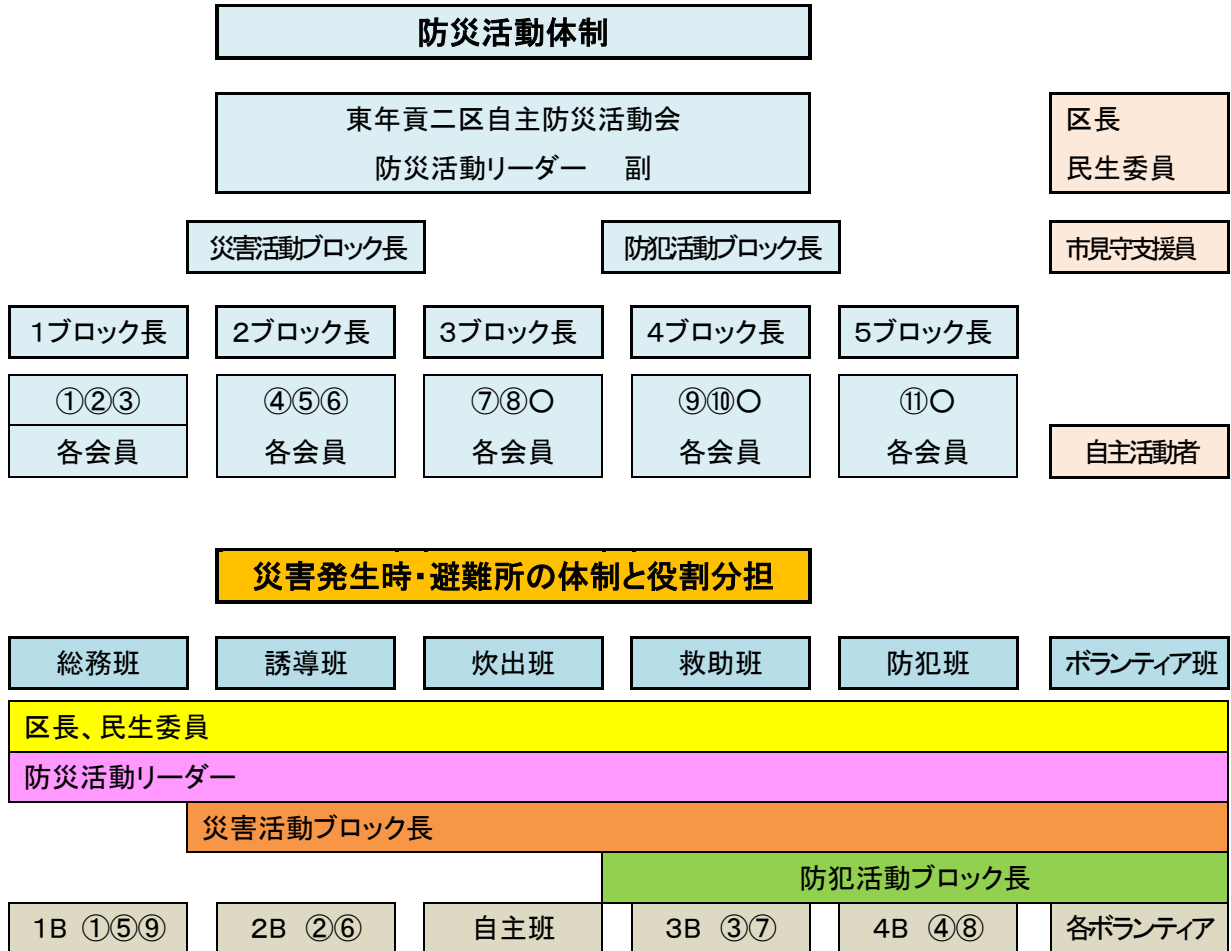 防災活動体制
東年貢二区自主防災活動会
防災活動リーダー　副
区長
民生委員
災害活動ブロック長
防犯活動ブロック長
市見守支援員
1ブロック長
2ブロック長
3ブロック長
4ブロック長
5ブロック長
①②③
④⑤⑥
⑦⑧〇
⑨⑩〇
⑪〇
各会員
各会員
各会員
各会員
各会員
自主活動者
災害発生時・避難所の体制と役割分担
総務班
誘導班
炊出班
救助班
防犯班
ボランティア班
区長、民生委員
防災活動リーダー
災害活動ブロック長
防犯活動ブロック長
1B ①⑤⑨
2B ②⑥
自主班
3B ③⑦
4B ④⑧
各ボランティア